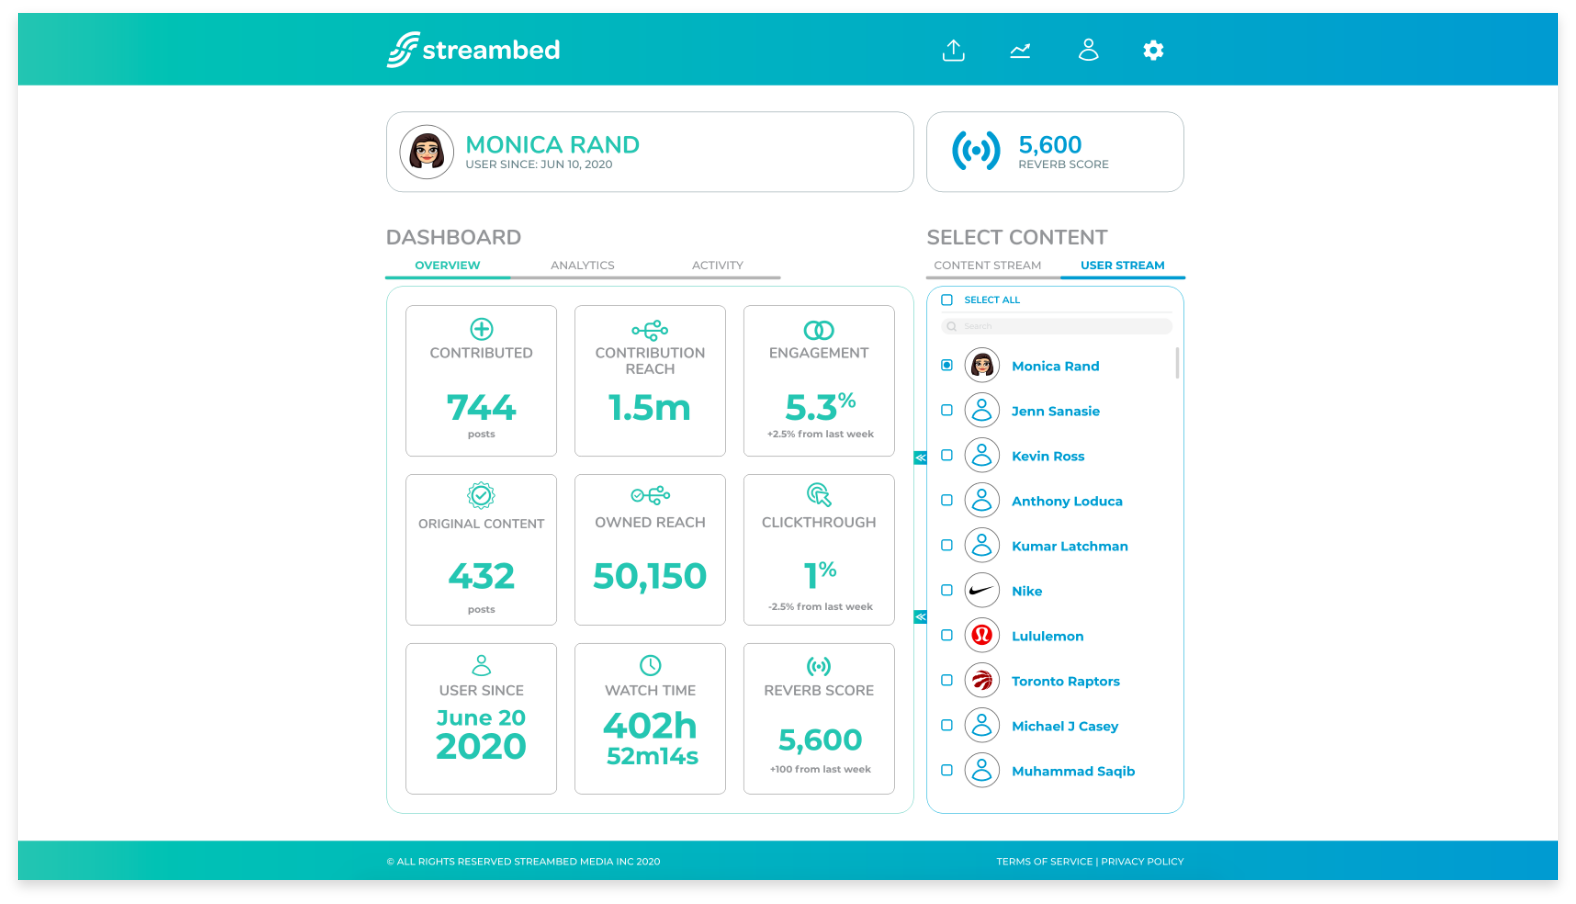 streambed
MONICA RAND
USER SINCE: JUN 10, 2020
5,600
REVERB SCORE
DASHBOARD
OVERVIEW
ANALYTICS
ACTIVITY
CONTRIBUTED
744
posts
CONTRIBUTION
REACH
1.5m
ENGAGEMENT
5.3%
+2.5% from last week
ORIGINAL CONTENT
432
posts
OWNED REACH
50,150
CLICKTHROUGH
1%
-2.5% from last week
USER SINCE
June 20
2020
WATCH TIME
402h
52m14s
REVERB SCORE
5,600
+100 from last week
SELECT CONTENT
CONTENT STREAM
USER STREAM
SELECT ALL
Search
Monica Rand
Jenn Sanasie
Kevin Ross
Anthony Loduca
Kumar Latchman
Nike
Lululemon
Toronto Raptors
Michael J Casey
Muhammad Saqib
© ALL RIGHTS RESERVED STREAMBED MEDIA INC 2020
TERMS OF SERVICE | PRIVACY POLICY